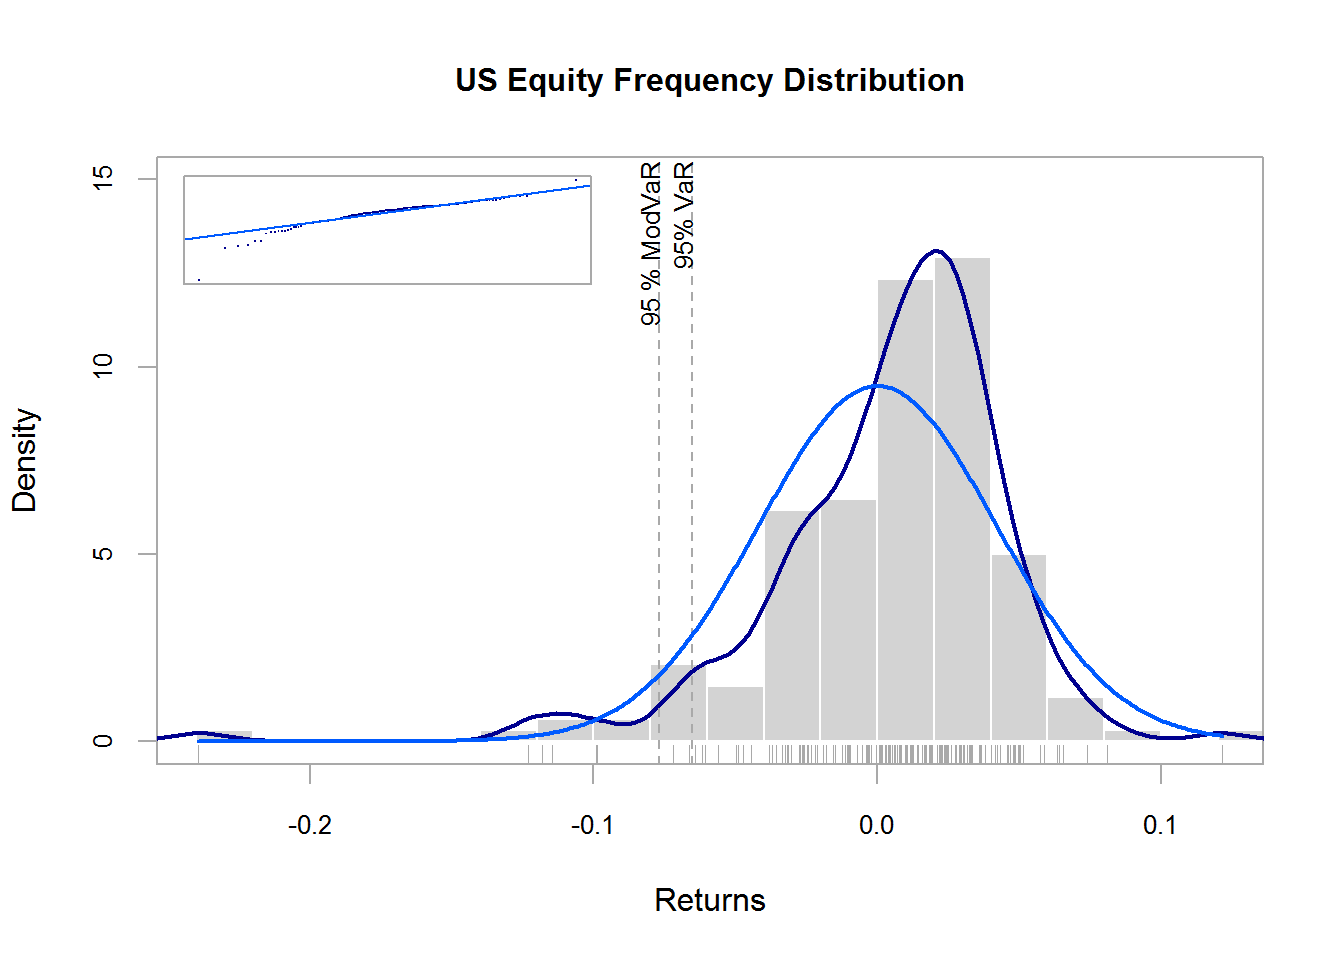 US Equity Frequency Distribution
95 % ModVaR
95% VaR
15
10
5
0
Density
-0.2
-0.1
0.0
0.1
Returns